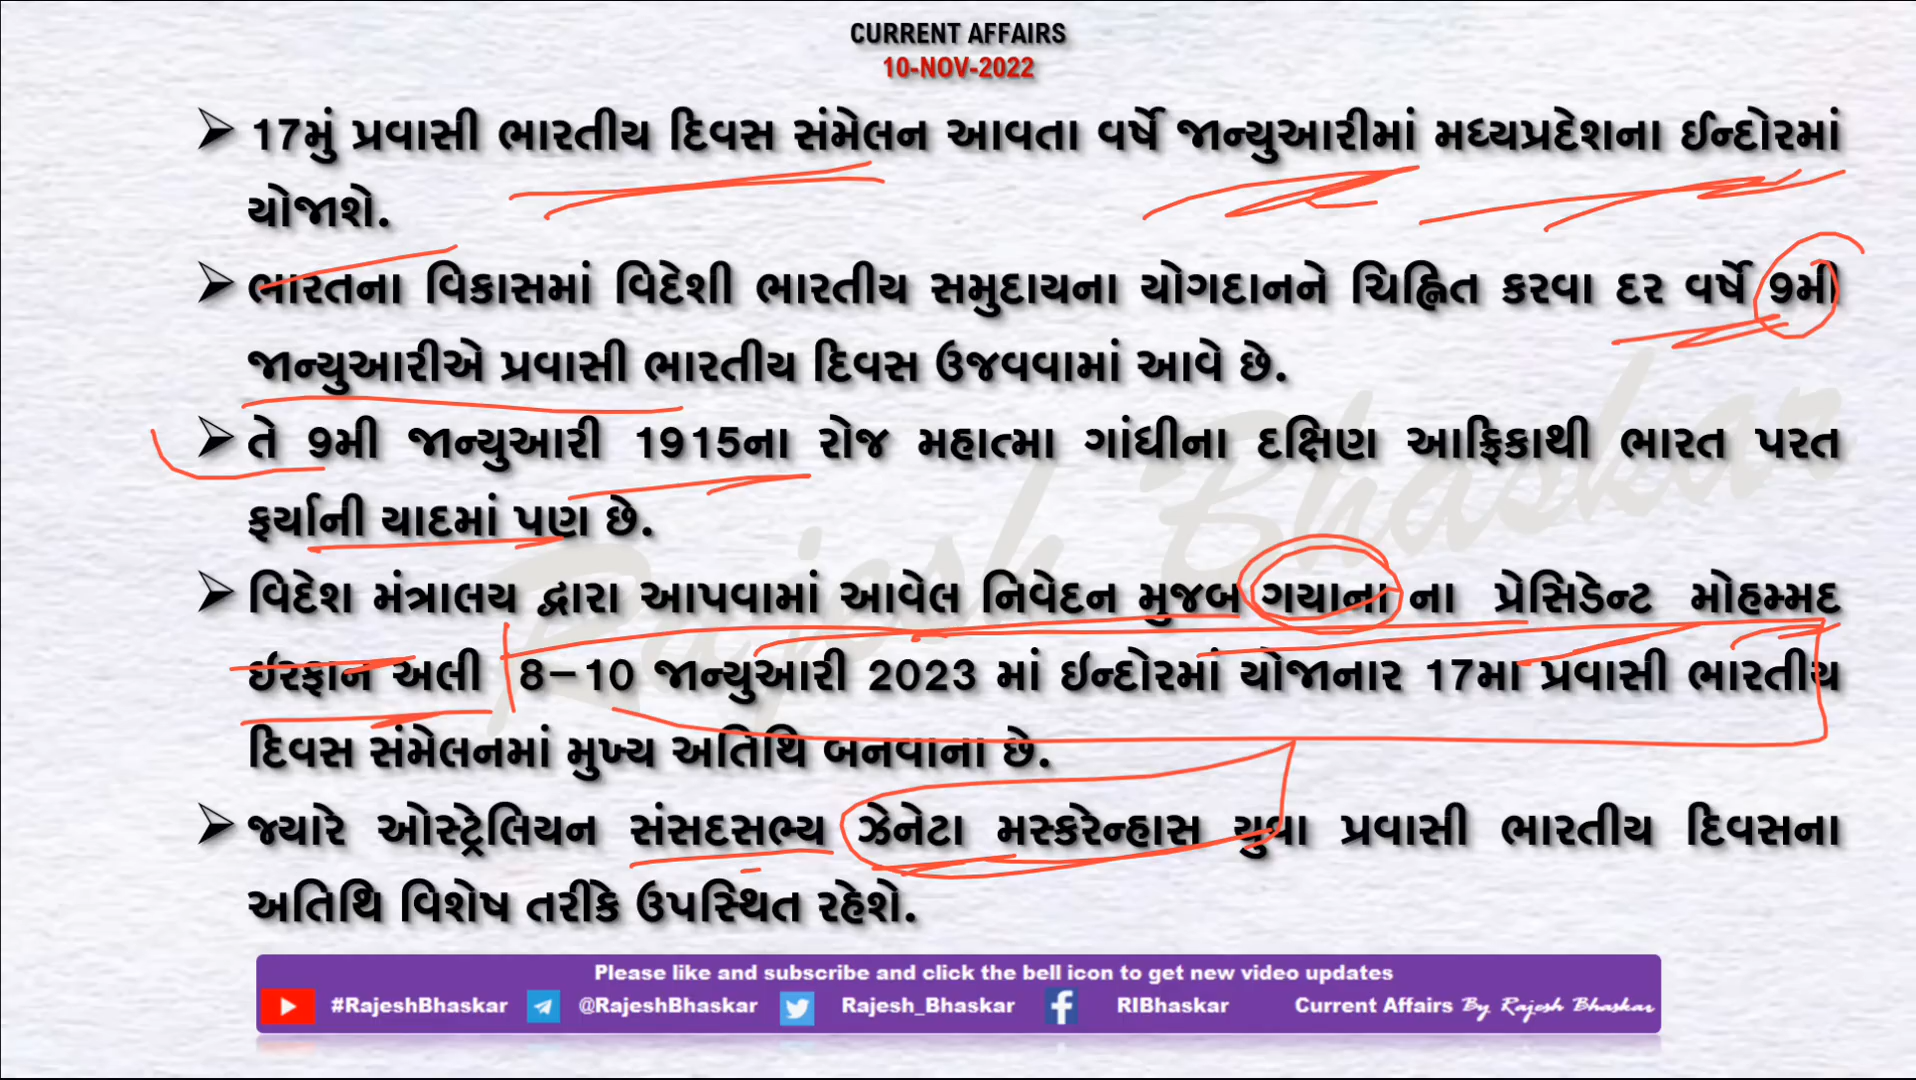 CURRENT AFFAIRS
10-NOV-2022
17મું પ્રવાસી ભારતીય દિવસ સંમેલન આવતા વર્ષે જાન્યુઆરીમાં મધ્યપ્રદેશના ઈન્દોરમાં
યોજાશે.
ભારતના વિકાસમાં વિદેશી ભારતીય સમુદાયના યોગદાનને ચિહ્નિત કરવા દર વર્ષે 9મી
જાન્યુઆરીએ પ્રવાસી ભારતીય દિવસ ઉજવવામાં આવે છે.
તે 9મી જાન્યુઆરી 1915ના રોજ મહાત્મા ગાંધીના દક્ષિણ આફ્રિકાથી ભારત પરત
ફર્યાની યાદમાં પણ છે.
વિદેશ મંત્રાલય દ્વારા આપવામાં આવેલ નિવેદન મુજબ ગયાના ના પ્રેસિડેન્ટ મોહમ્મદ
ઈરફાન અલી 8-10 જાન્યુઆરી 2023 માં ઈન્દોરમાં યોજાનાર 17મા પ્રવાસી ભારતીય
દિવસ સંમેલનમાં મુખ્ય અતિથિ બનવાના છે.
જ્યારે ઓસ્ટ્રેલિયન સંસદસભ્ય ઝેનેટા મસ્કરેન્હાસ યુવા પ્રવાસી ભારતીય દિવસના
અતિથિ વિશેષ તરીકે ઉપસ્થિત રહેશે.
Rajesh Bhaskar
Please like and subscribe and click the bell icon to get new video updates
#RajeshBhaskar @RajeshBhaskar Rajesh_Bhaskar RIBhaskar Current Affairs By Rajesh Bhaskar